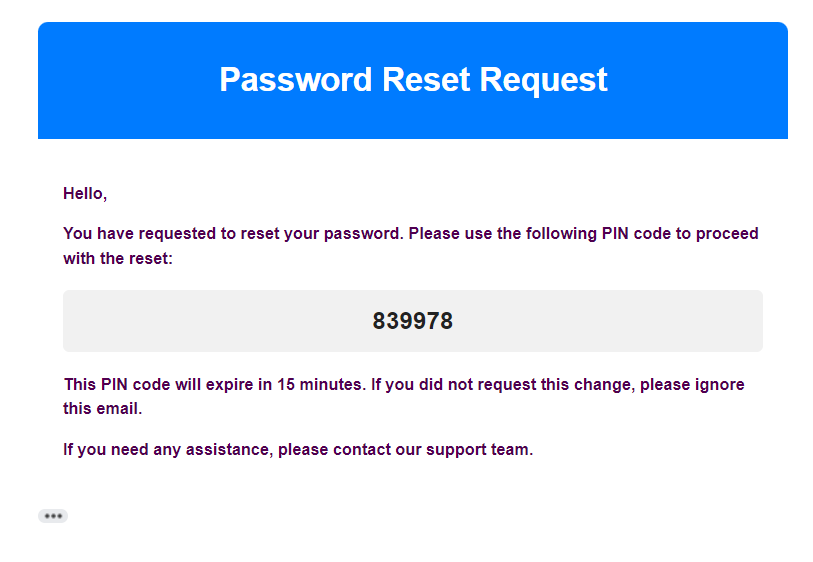 Password Reset Request
Hello,
You have requested to reset your password. Please use the following PIN code to proceed
with the reset:
839978
This PIN code will expire in 15 minutes. If you did not request this change, please ignore
this email.
If you need any assistance, please contact our support team.